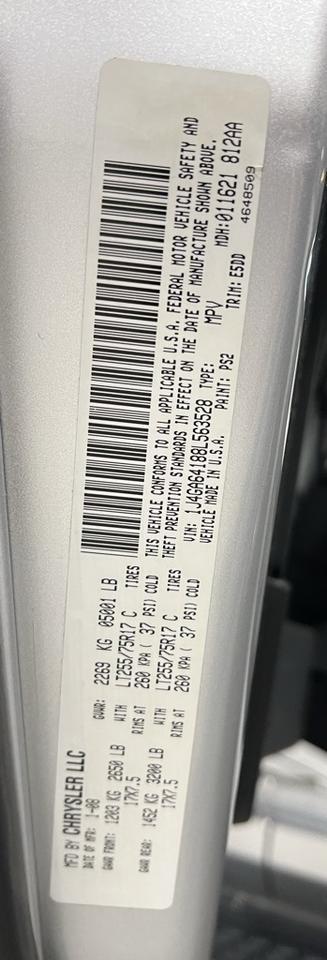 MFD BY CHRYSLER LLC
DATE OF MFR: 1-08 GVWR: 2269 KG 05001 LB
GAWR FRONT: 1203 KG 2650 LB WITH LT255/75R17 C TIRES
17X7.5 RIMS AT 260 KPA ( 37 PSI) COLD
GAWR REAR: 1452 KG 3200 LB WITH LT255/75R17 C TIRES
17X7.5 RIMS AT 260 KPA ( 37 PSI) COLD
THIS VEHICLE CONFORMS TO ALL APPLICABLE U.S.A. FEDERAL MOTOR VEHICLE SAFETY AND
THEFT PREVENTION STANDARDS IN EFFECT ON THE DATE OF MANUFACTURE SHOWN ABOVE.
VIN: 1J4GA64188L563528 TYPE: MPV MDH: 011621 812AA
VEHICLE MADE IN U.S.A. PAINT: PS2 TRIM: E5DD 4648509